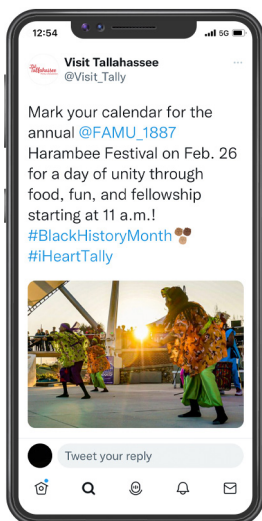 12:54
5G
Tallahassee
Visit Tallahassee
@Visit_Tally
Mark your calendar for the
annual @FAMU_1887
Harambee Festival on Feb. 26
for a day of unity through
food, fun, and fellowship
starting at 11 a.m.!
#BlackHistoryMonth
#iHeartTally
Tweet your reply